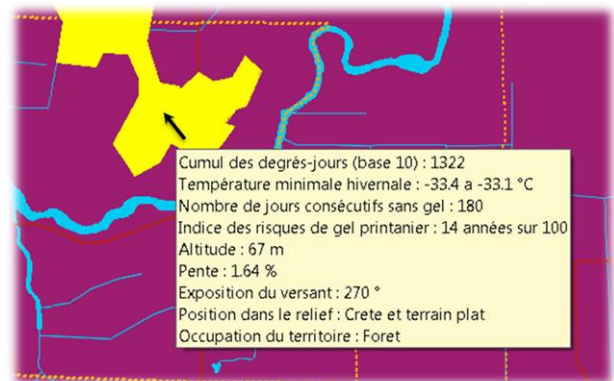 Cumul des degrés-jours (base 10) : 1322
Température minimale hivernale : -33.4 a -33.1 °C
Nombre de jours consécutifs sans gel : 180
Indice des risques de gel printanier : 14 années sur 100
Altitude : 67 m
Pente : 1.64 %
Exposition du versant : 270 °
Position dans le relief : Crete et terrain plat
Occupation du territoire : Foret